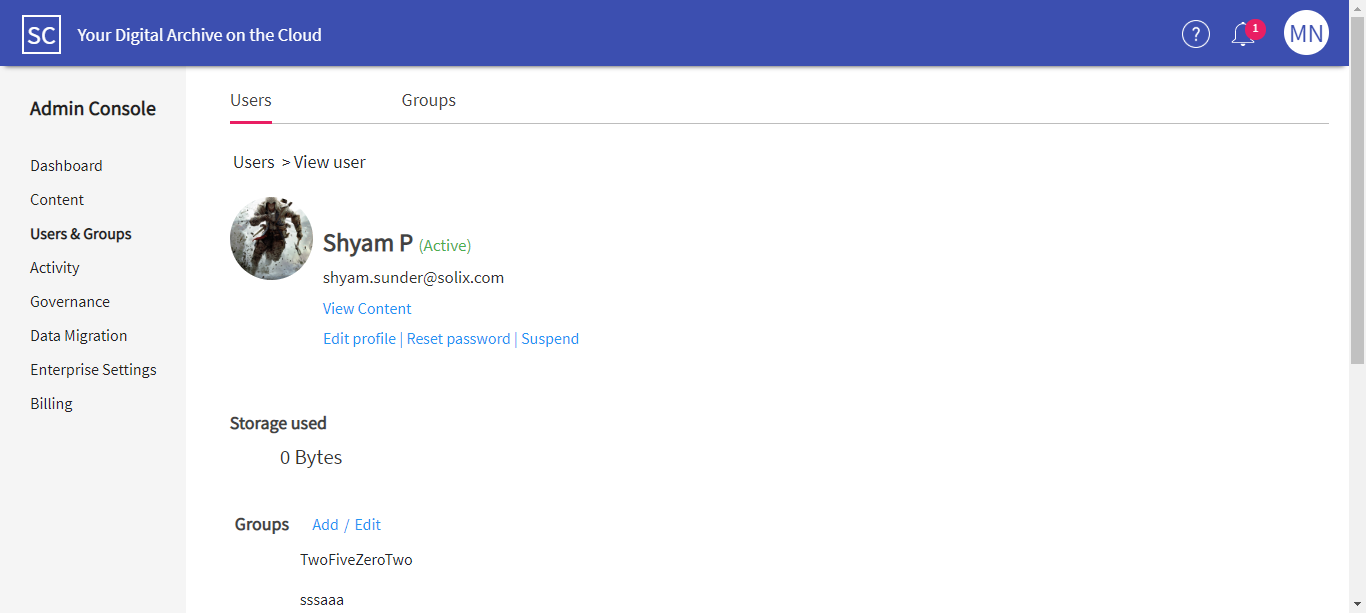 SC Your Digital Archive on the Cloud ? 1 MN
Admin Console
Dashboard
Content
Users & Groups
Activity
Governance
Data Migration
Enterprise Settings
Billing
Users Groups
Users > View user
Shyam P (Active)
shyam.sunder@solix.com
View Content
Edit profile | Reset password | Suspend
Storage used
0 Bytes
Groups Add / Edit
TwoFiveZeroTwo
sssaaa